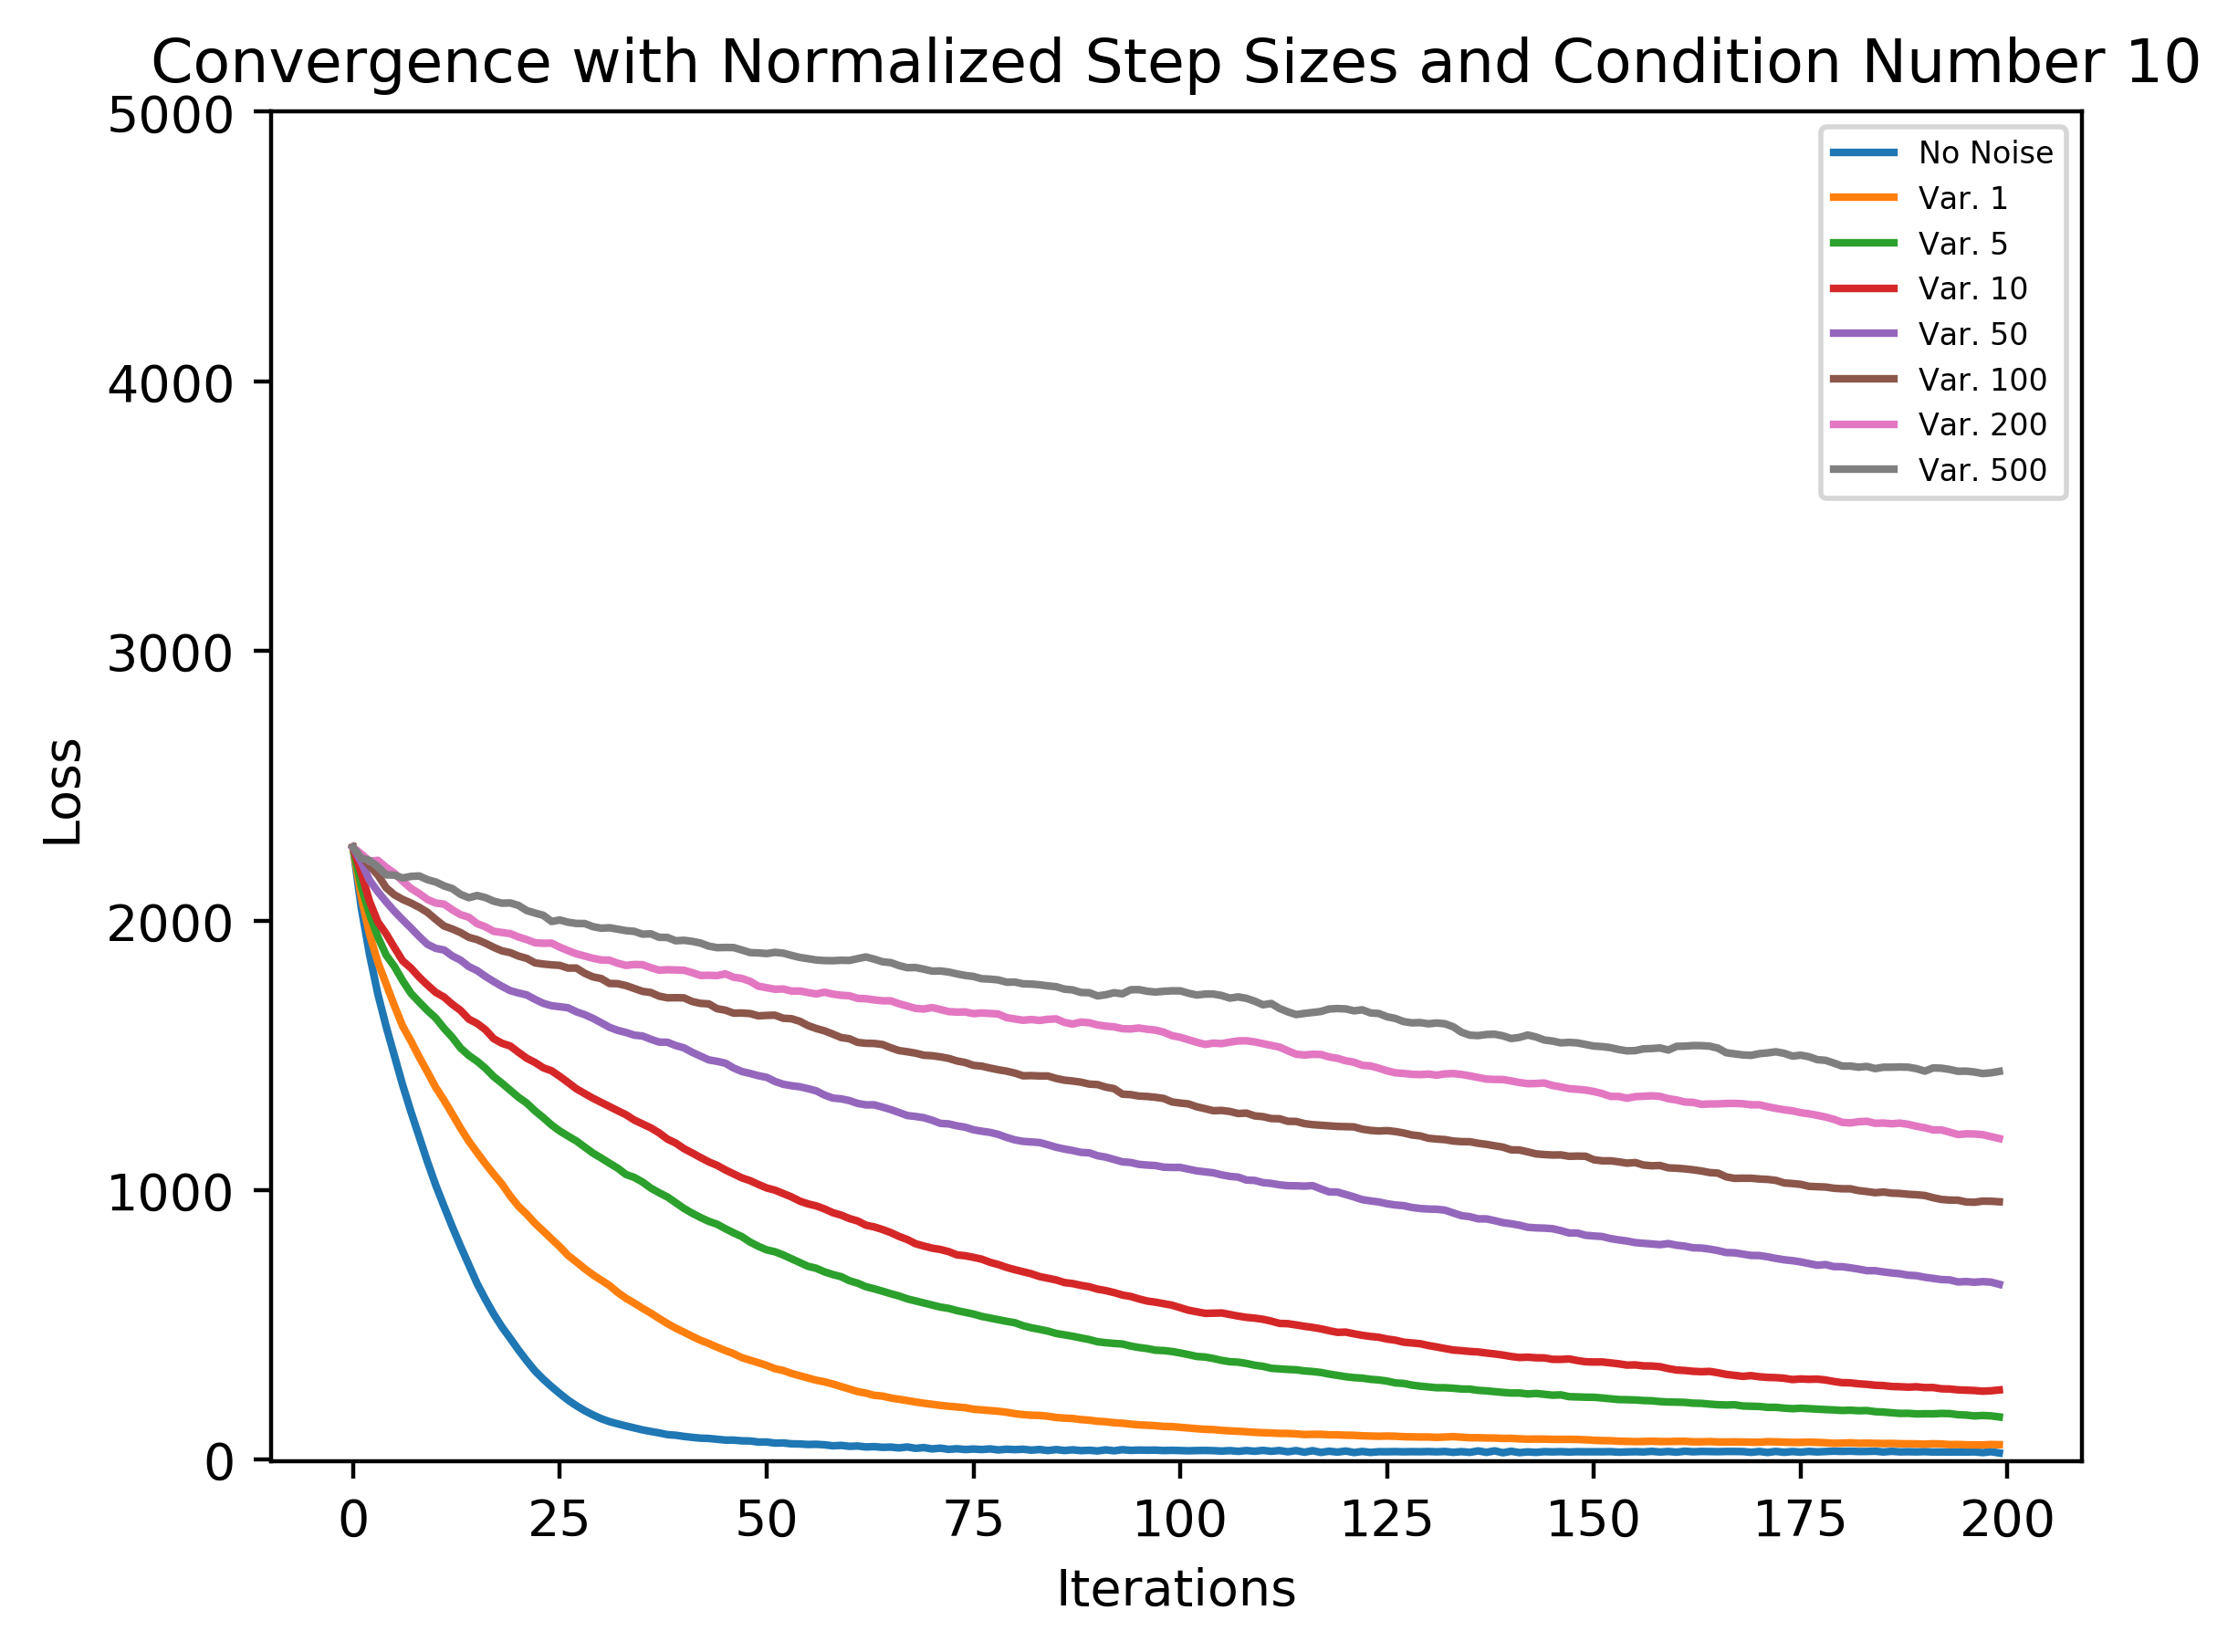 Convergence with Normalized Step Sizes and Condition Number 10
5000
4000
3000
2000
1000
0
Loss
No Noise
Var. 1
Var. 5
Var. 10
Var. 50
Var. 100
Var. 200
Var. 500
0 25 50 75 100 125 150 175 200
Iterations